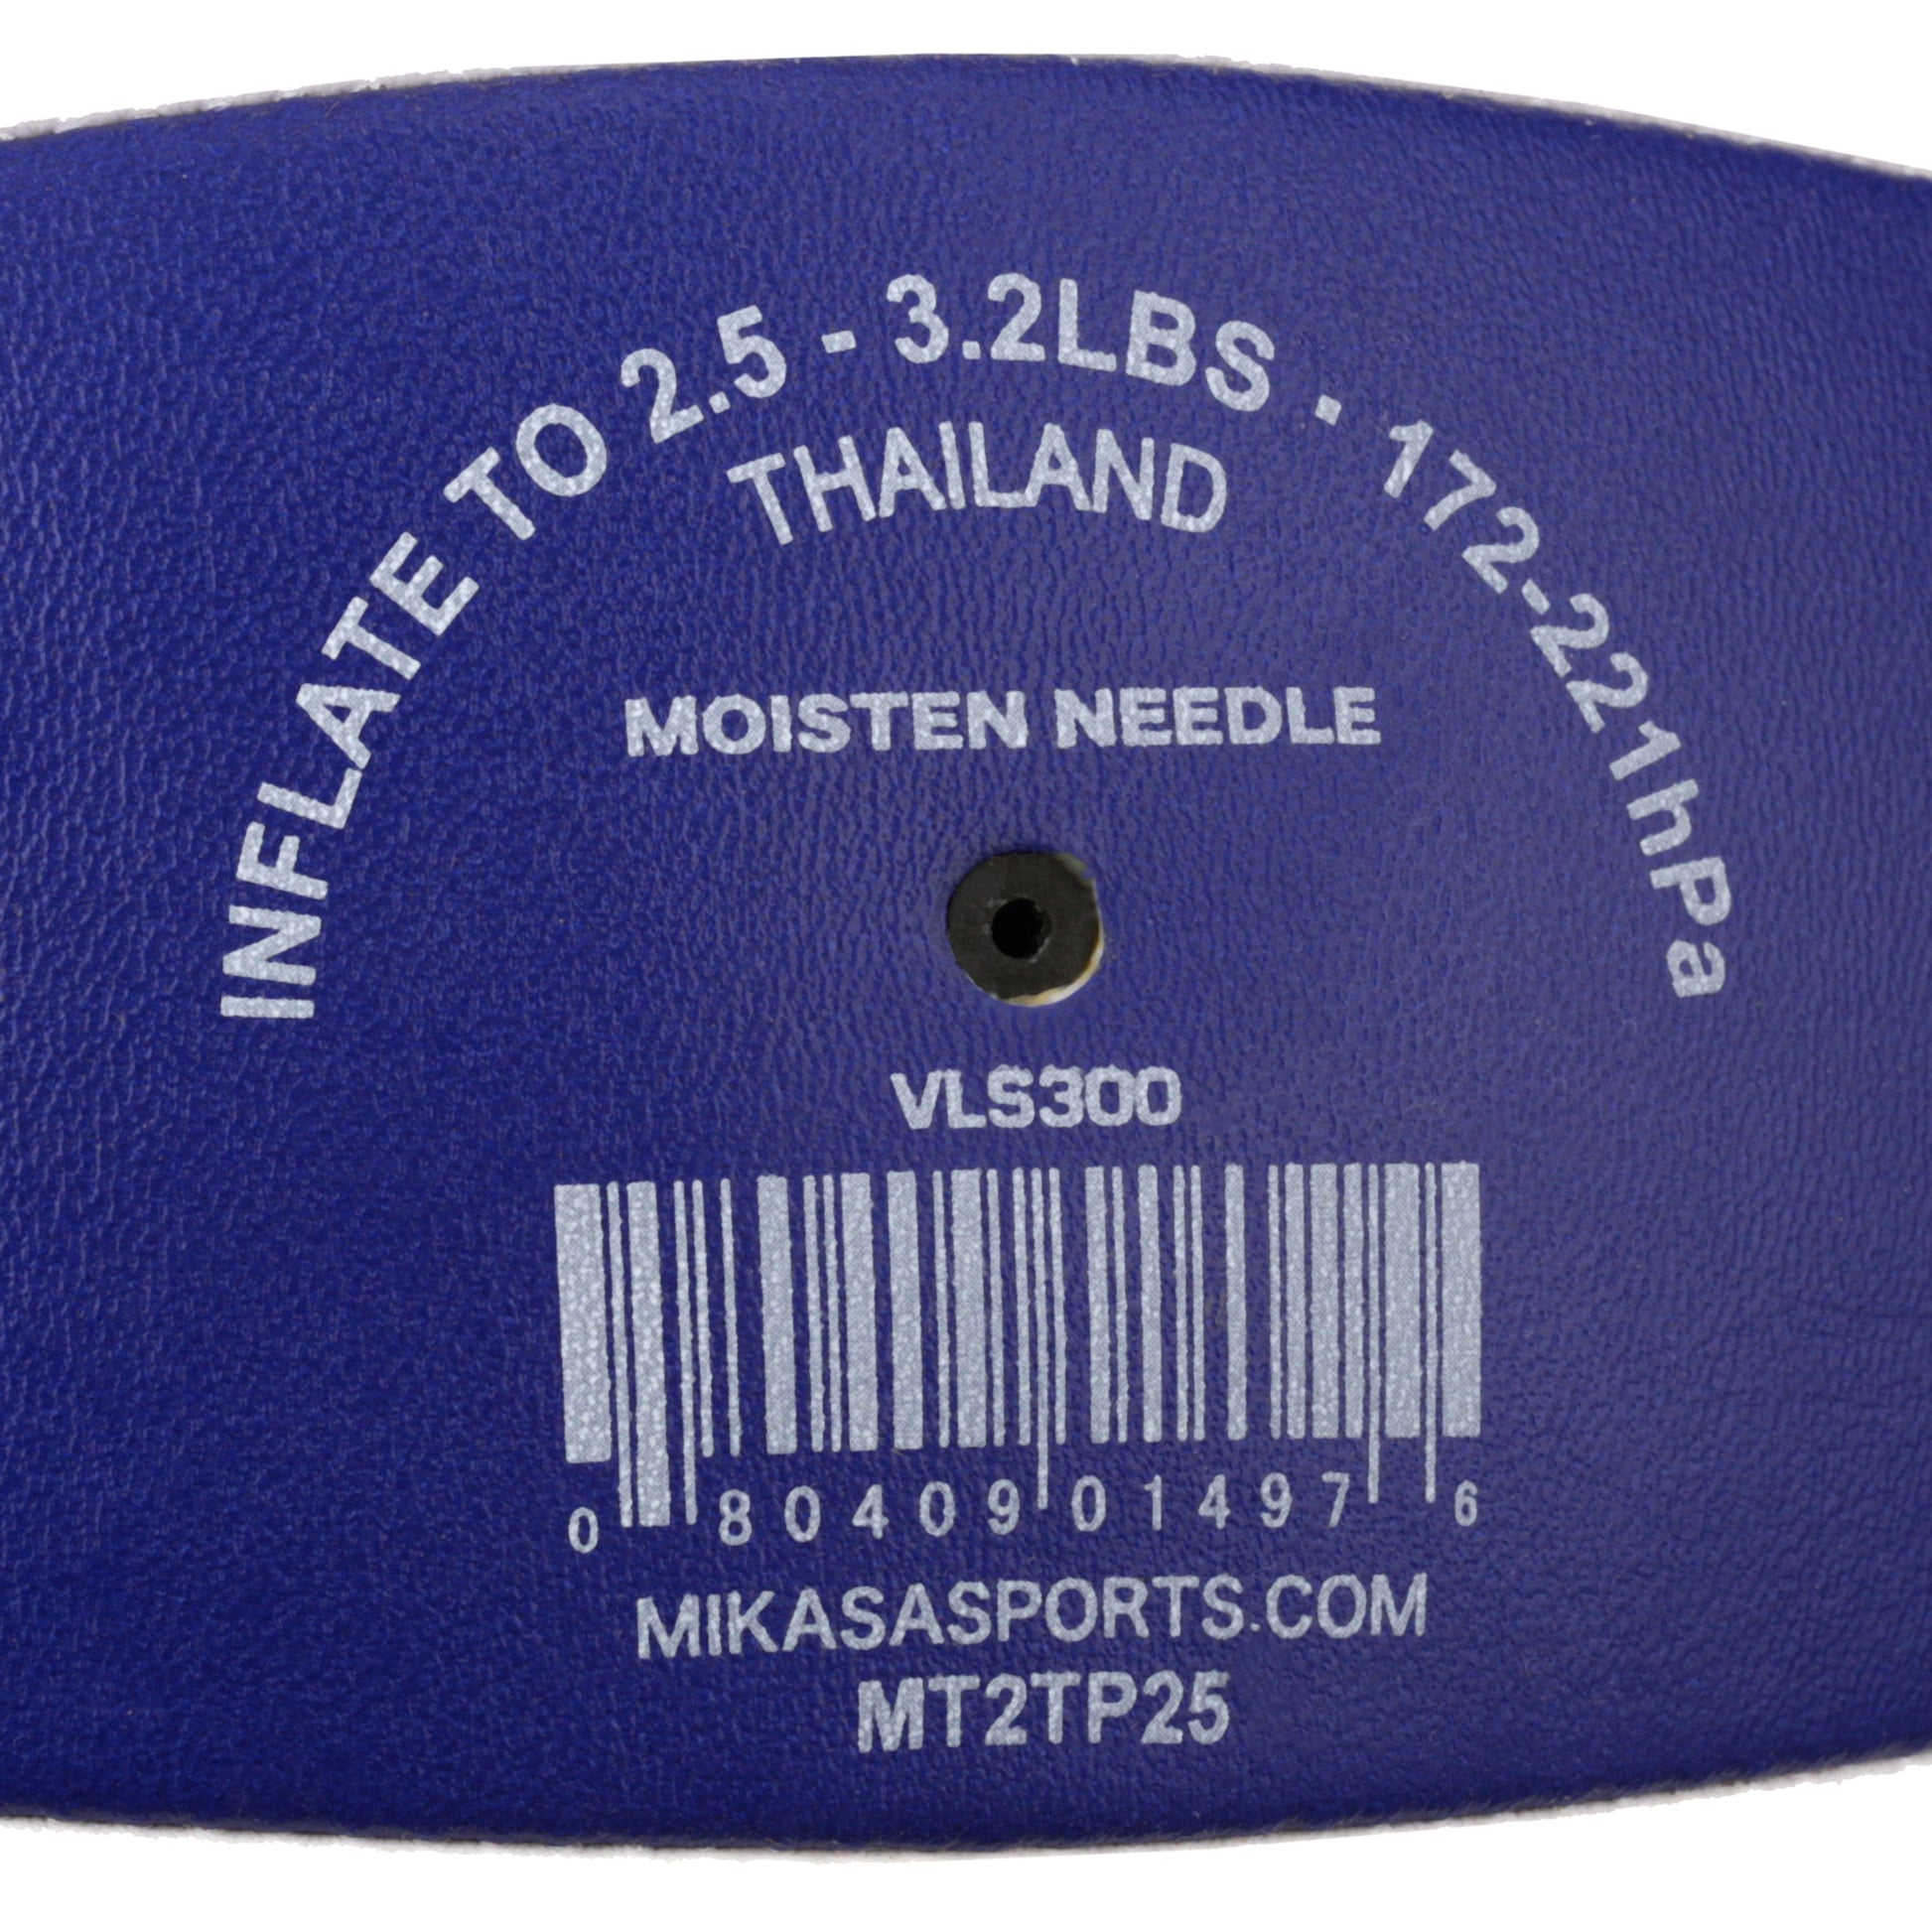 INFLATE TO 2.5 - 3.2LBS - 172-221hPa
THAILAND
MOISTEN NEEDLE
VLS300
0 80409 01497 6
MIKASASPORTS.COM
MT2TP25